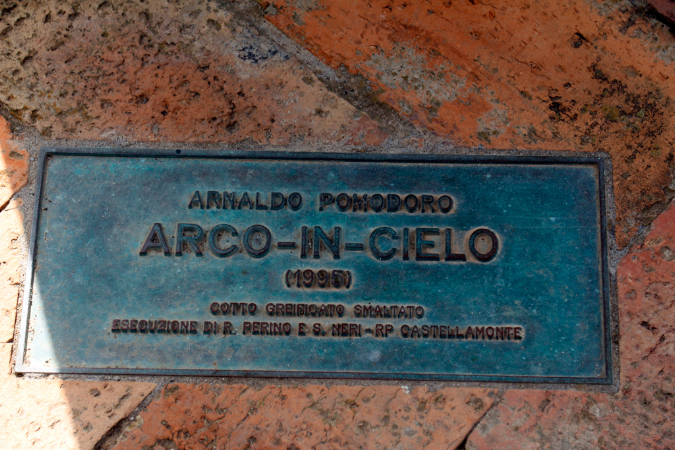 ARNALDO POMODORO
ARCO-IN-CIELO
(1995)
COTTO GREIFICATO SMALTATO
ESECUZIONE DI R. PERINO E S. NERI-RP CASTELLAMONTE